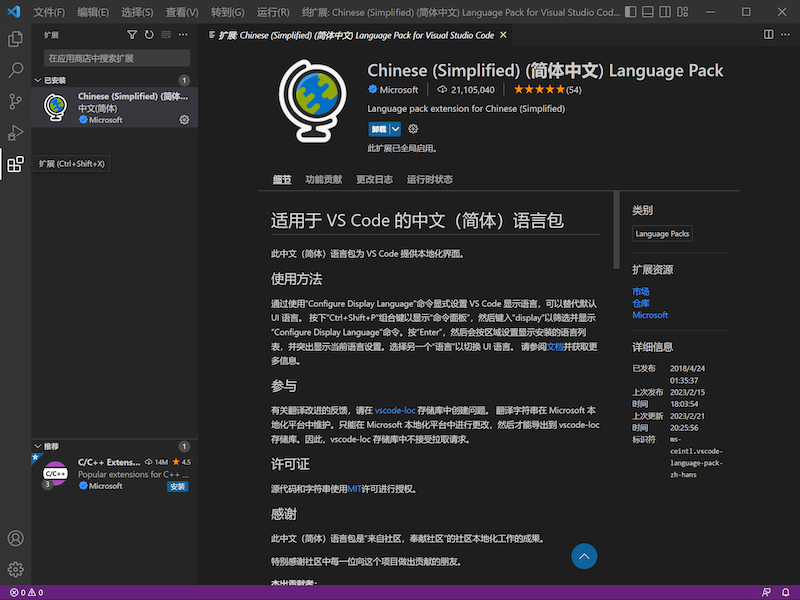 文件(F) 编辑(E) 选择(S) 查看(V) 转到(G) 运行(R) 扩展: Chinese (Simplified) (简体中文) Language Pack for Visual Studio Cod...
扩展
在应用商店中搜索扩展
已安装 1
Chinese (Simplified) (简体...
中文(简体)
Microsoft
扩展 (Ctrl+Shift+X)
推荐 1
C/C++ Extens... 14M 4.5
Popular extensions for C++ ...
Microsoft 安装
C/C++
3
扩展: Chinese (Simplified) (简体中文) Language Pack for Visual Studio Code
Chinese (Simplified) (简体中文) Language Pack
Microsoft 21,105,040 (54)
Language pack extension for Chinese (Simplified)
卸载
此扩展已全局启用。
细节 功能贡献 更改日志 运行时状态
适用于 VS Code 的中文（简体）语言包
此中文（简体）语言包为 VS Code 提供本地化界面。
使用方法
通过使用“Configure Display Language”命令显式设置 VS Code 显示语言，可以替代默认
UI 语言。 按下“Ctrl+Shift+P”组合键以显示“命令面板”，然后键入“display”以筛选并显示
“Configure Display Language”命令。按“Enter”，然后会按区域设置显示安装的语言列
表，并突出显示当前语言设置。选择另一个“语言”以切换 UI 语言。 请参阅文档并获取更
多信息。
参与
有关翻译改进的反馈，请在 vscode-loc 存储库中创建问题。 翻译字符串在 Microsoft 本
地化平台中维护。只能在 Microsoft 本地化平台中进行更改，然后才能导出到 vscode-loc
存储库。因此，vscode-loc 存储库中不接受拉取请求。
许可证
源代码和字符串使用MIT许可进行授权。
感谢
此中文（简体）语言包是“来自社区，奉献社区”的社区本地化工作的成果。
特别感谢社区中每一位向这个项目做出贡献的朋友。
杰出贡献者：
类别
Language Packs
扩展资源
市场
仓库
Microsoft
详细信息
已发布 2018/4/24
01:35:37
上次发布 2023/2/15
时间 18:03:54
上次更新 2023/2/21
时间 20:25:56
标识符 ms-
ceintl.vscode-
language-pack-
zh-hans
0 0